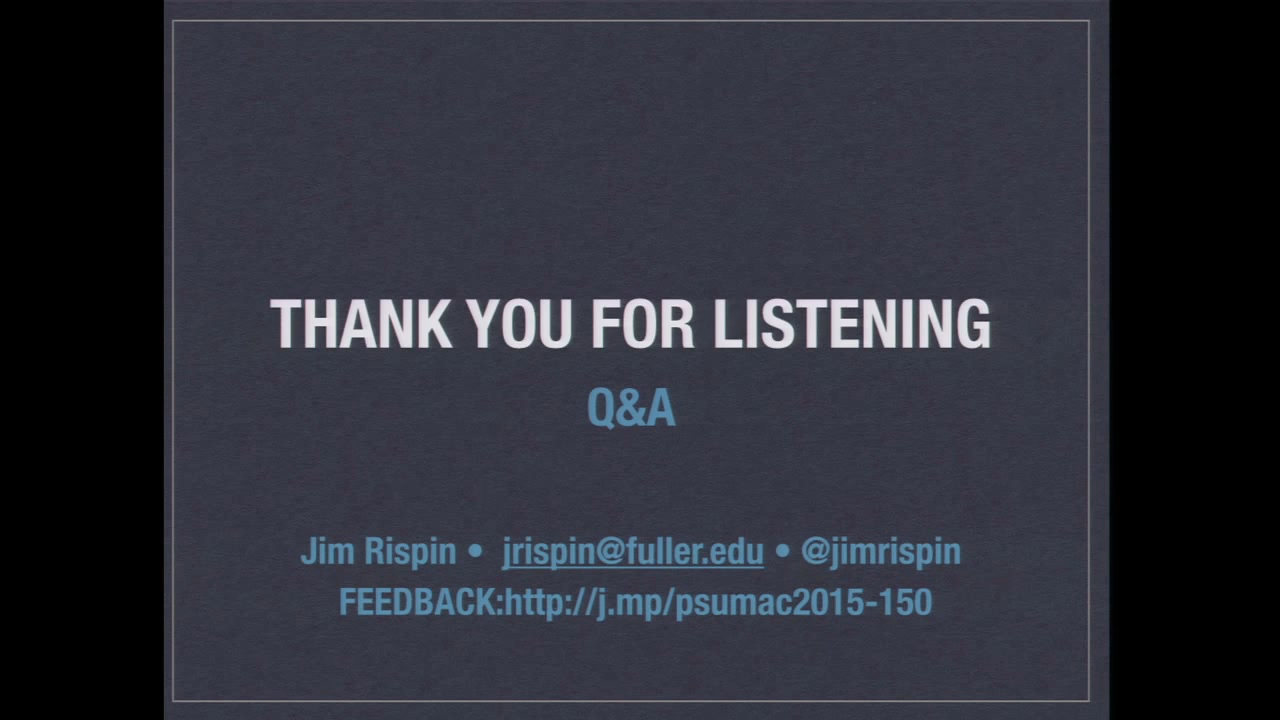 THANK YOU FOR LISTENING
Q&A
Jim Rispin • jrispin@fuller.edu • @jimrispin
FEEDBACK:http://j.mp/psumac2015-150